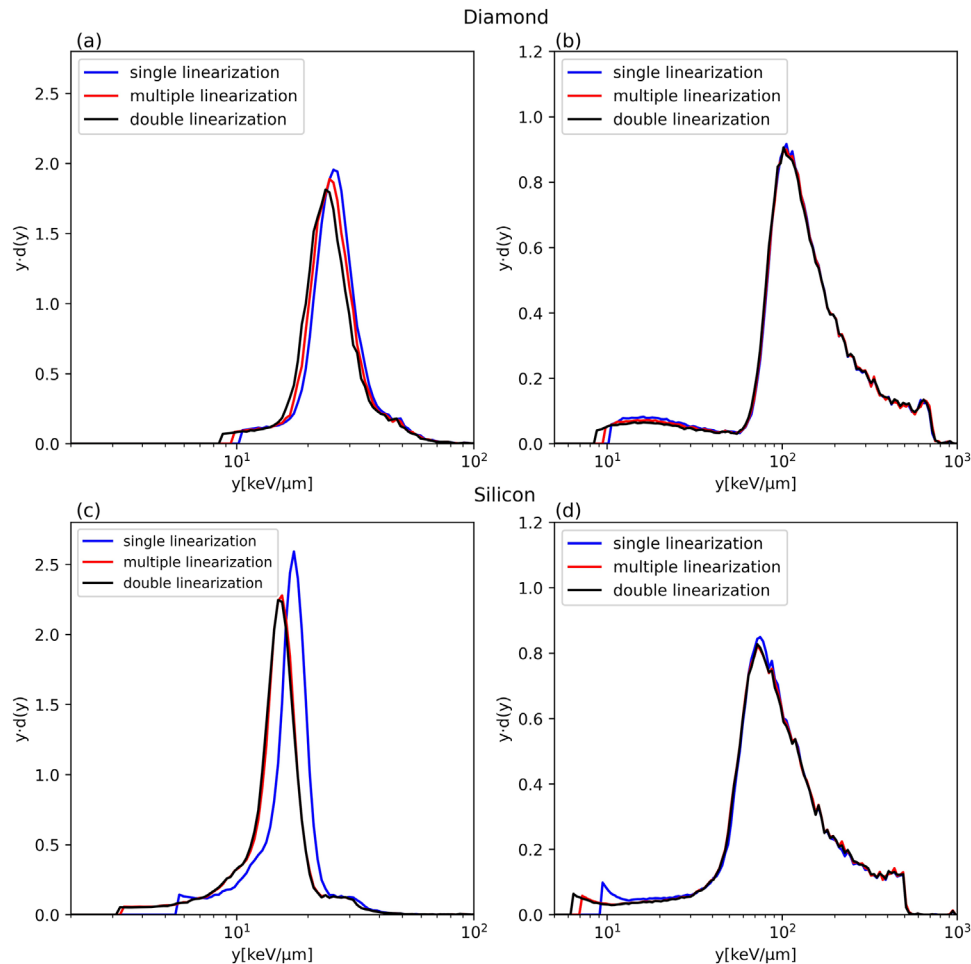 Diamond
(a)
single linearization
multiple linearization
double linearization
2.5
2.0
1.5
1.0
0.5
0.0
y·d(y)
10¹
10²
y[keV/μm]
(b)
single linearization
multiple linearization
double linearization
1.2
1.0
0.8
0.6
0.4
0.2
0.0
y·d(y)
10¹
10²
10³
y[keV/μm]
Silicon
(c)
single linearization
multiple linearization
double linearization
2.5
2.0
1.5
1.0
0.5
0.0
y·d(y)
10¹
10²
y[keV/μm]
(d)
single linearization
multiple linearization
double linearization
1.2
1.0
0.8
0.6
0.4
0.2
0.0
y·d(y)
10¹
10²
10³
y[keV/μm]